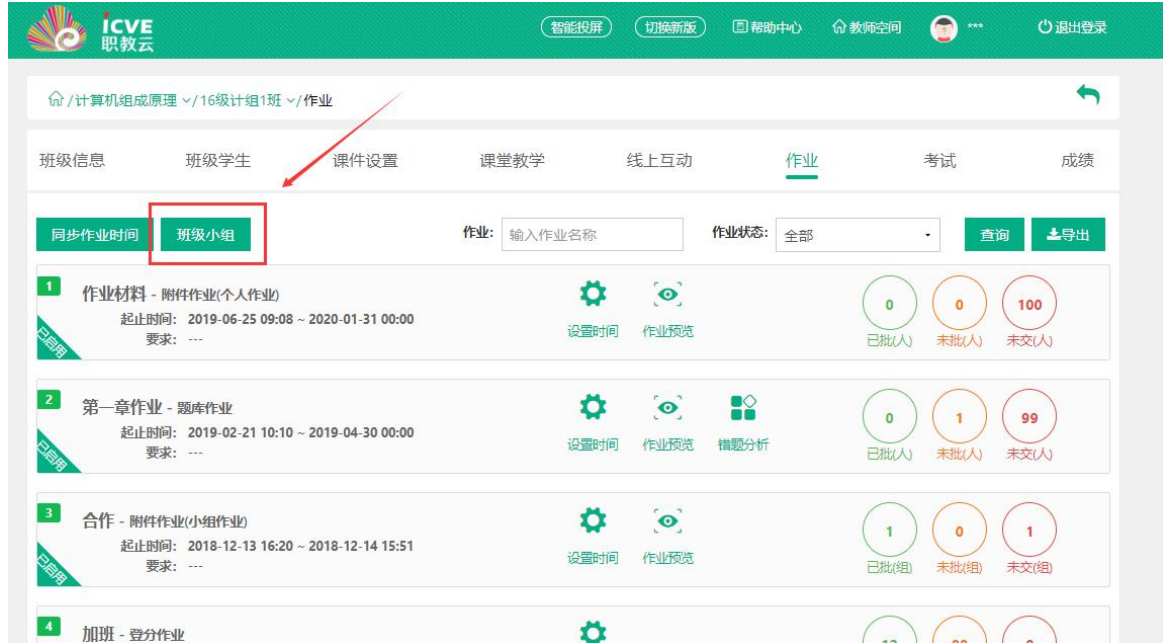 iCVE
职教云
智能投屏 切换新版 帮助中心 教师空间 *** 退出登录
/计算机组成原理 /16级计组1班 /作业
班级信息 班级学生 课件设置 课堂教学 线上互动 作业 考试 成绩
同步作业时间 班级小组 作业: 输入作业名称 作业状态: 全部 查询 导出
1 作业材料 - 附件作业(个人作业)
起止时间: 2019-06-25 09:08 ~ 2020-01-31 00:00
要求: ---
已启用
设置时间 作业预览
0 0 100
已批(人) 未批(人) 未交(人)
2 第一章作业 - 题库作业
起止时间: 2019-02-21 10:10 ~ 2019-04-30 00:00
要求: ---
已启用
设置时间 作业预览 错题分析
0 1 99
已批(人) 未批(人) 未交(人)
3 合作 - 附件作业(小组作业)
起止时间: 2018-12-13 16:20 ~ 2018-12-14 15:51
要求: ---
已启用
设置时间 作业预览
1 0 1
已批(组) 未批(组) 未交(组)
4 加班 - 登分作业